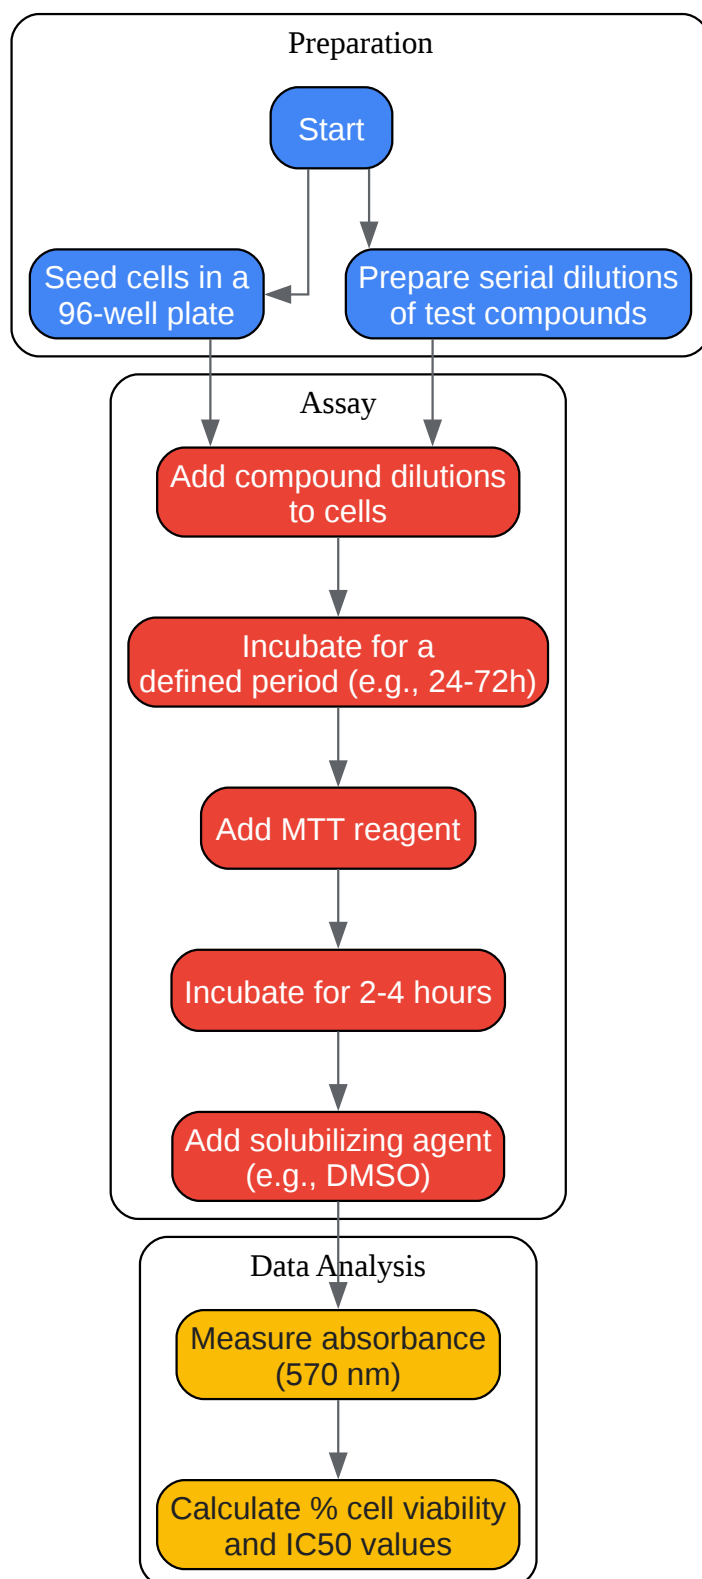 Preparation
Start
Seed cells in a
96-well plate
Prepare serial dilutions
of test compounds
Assay
Add compound dilutions
to cells
Incubate for a
defined period (e.g., 24-72h)
Add MTT reagent
Incubate for 2-4 hours
Add solubilizing agent
(e.g., DMSO)
Data Analysis
Measure absorbance
(570 nm)
Calculate % cell viability
and IC50 values